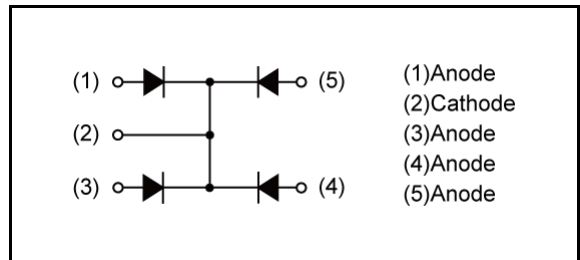 (1) (5)
(2)
(3) (4)
(1)Anode
(2)Cathode
(3)Anode
(4)Anode
(5)Anode